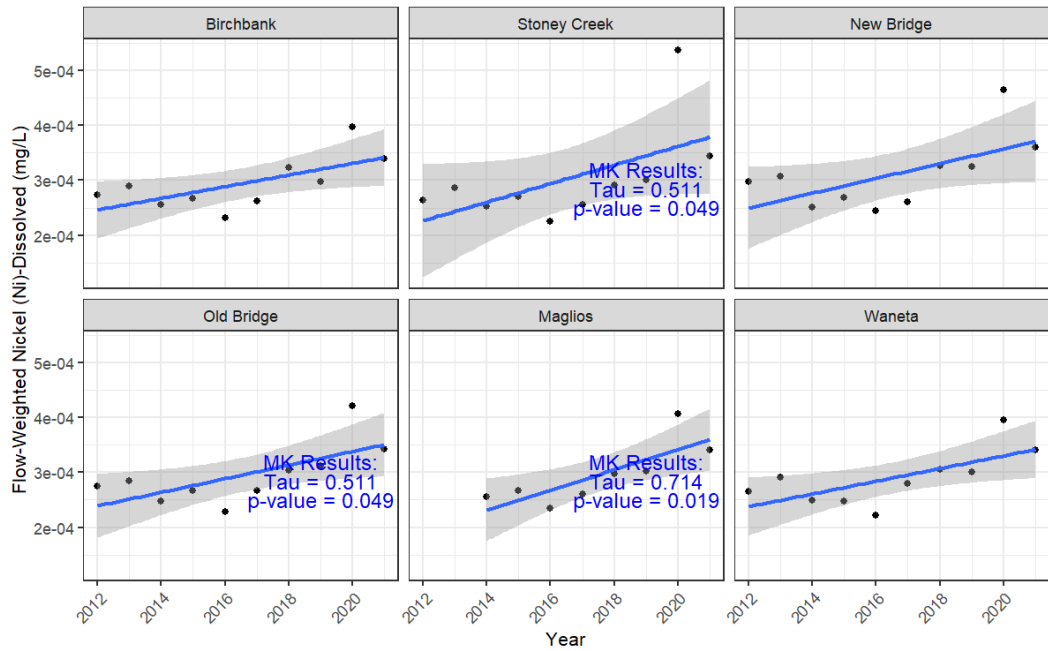 Birchbank
Stoney Creek
New Bridge
Flow-Weighted Nickel (Ni)-Dissolved (mg/L)
5e-04
4e-04
3e-04
2e-04
MK Results:
Tau = 0.511
p-value = 0.049
Old Bridge
Maglios
Waneta
5e-04
4e-04
3e-04
2e-04
MK Results:
Tau = 0.511
p-value = 0.049
MK Results:
Tau = 0.714
p-value = 0.019
2012 2014 2016 2018 2020
2012 2014 2016 2018 2020
2012 2014 2016 2018 2020
Year